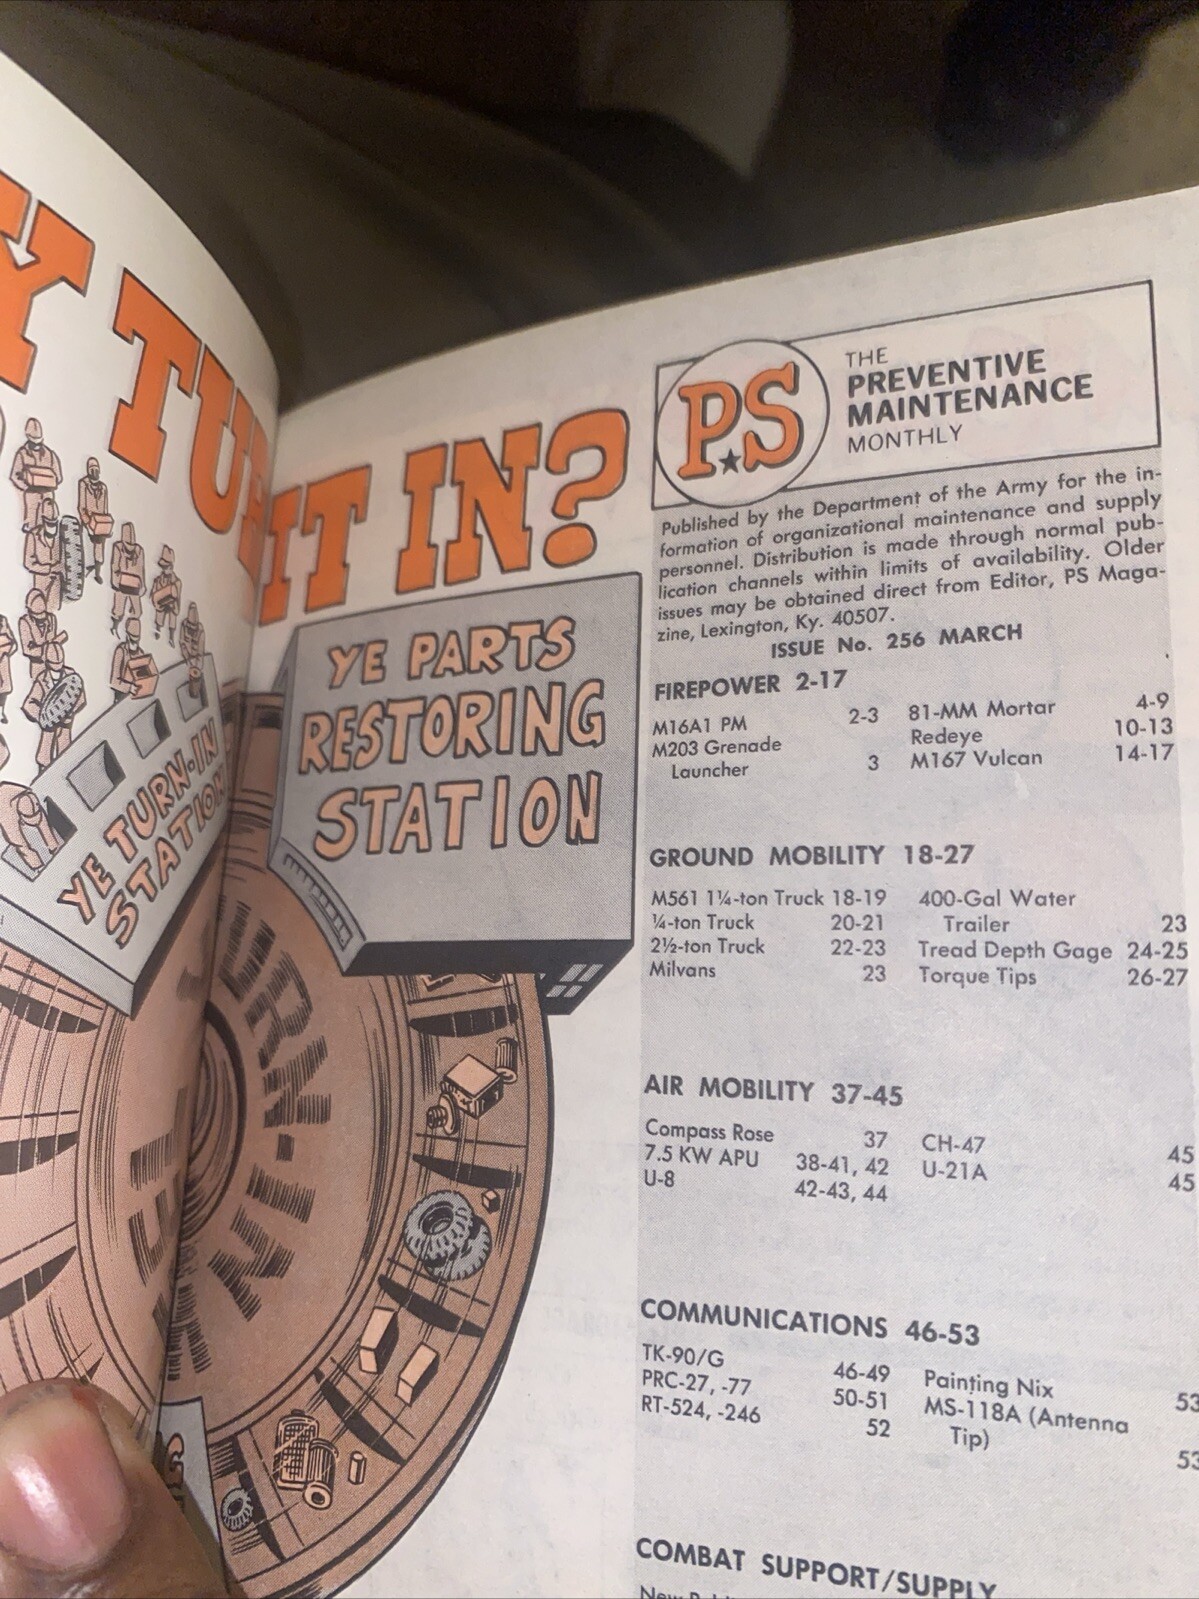 Y TUR IT IN?
YE TURN-IN
STATION
YE PARTS
RESTORING
STATION
TURN-IN
P.S
THE
PREVENTIVE
MAINTENANCE
MONTHLY
Published by the Department of the Army for the in-
formation of organizational maintenance and supply
personnel. Distribution is made through normal pub-
lication channels within limits of availability. Older
issues may be obtained direct from Editor, PS Maga-
zine, Lexington, Ky. 40507.
ISSUE No. 256 MARCH
FIREPOWER 2-17
M16A1 PM 2-3
M203 Grenade
Launcher 3
81-MM Mortar 4-9
Redeye 10-13
M167 Vulcan 14-17
GROUND MOBILITY 18-27
M561 1¼-ton Truck 18-19
¼-ton Truck 20-21
2½-ton Truck 22-23
Milvans 23
400-Gal Water
Trailer 23
Tread Depth Gage 24-25
Torque Tips 26-27
AIR MOBILITY 37-45
Compass Rose 37
7.5 KW APU 38-41, 42
U-8 42-43, 44
CH-47 45
U-21A 45
COMMUNICATIONS 46-53
TK-90/G 46-49
PRC-27, -77 50-51
RT-524, -246 52
Painting Nix 53
MS-118A (Antenna
Tip) 53
COMBAT SUPPORT/SUPPLY